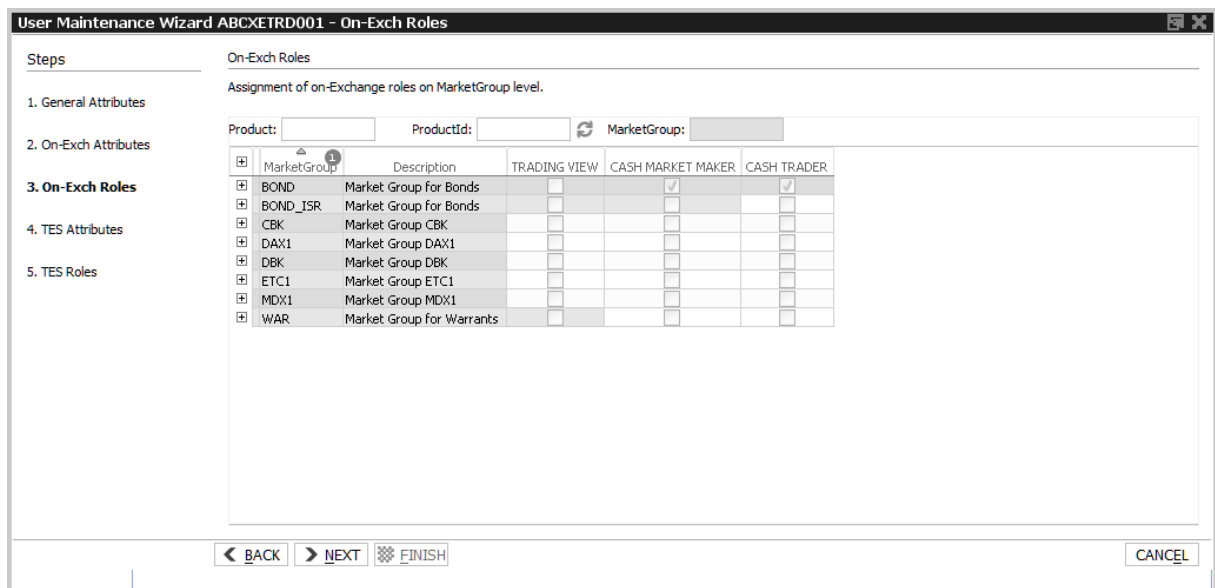 User Maintenance Wizard ABCXETRD001 - On-Exch Roles
Steps
1. General Attributes
2. On-Exch Attributes
3. On-Exch Roles
4. TES Attributes
5. TES Roles
On-Exch Roles
Assignment of on-Exchange roles on MarketGroup level.
Product: ProductId: MarketGroup:
MarketGroup 1 Description TRADING VIEW CASH MARKET MAKER CASH TRADER
BOND Market Group for Bonds
BOND_ISR Market Group for Bonds
CBK Market Group CBK
DAX1 Market Group DAX1
DBK Market Group DBK
ETC1 Market Group ETC1
MDX1 Market Group MDX1
WAR Market Group for Warrants
BACK NEXT FINISH CANCEL